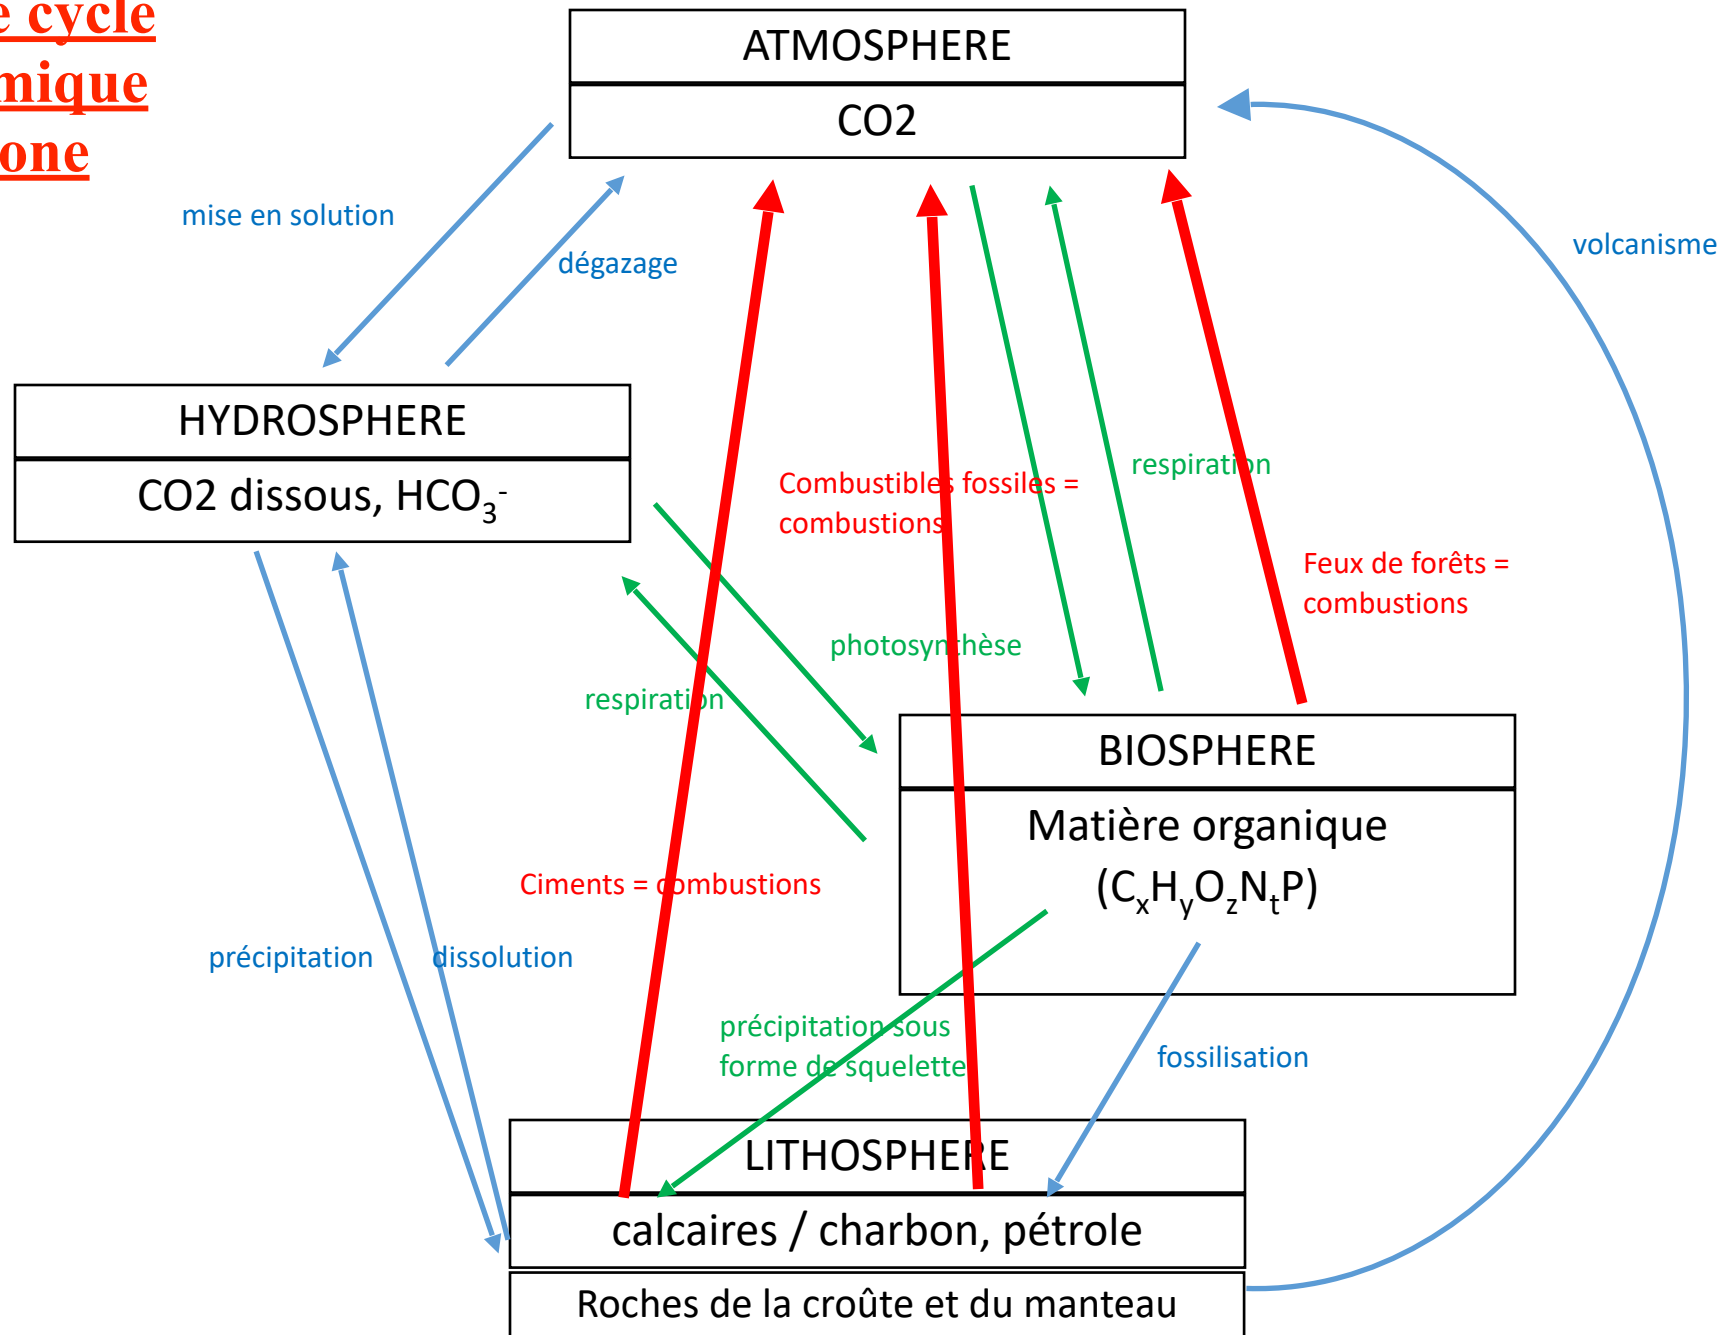 e cycle
mique
one
ATMOSPHERE
CO2
mise en solution
dégazage
volcanisme
HYDROSPHERE
CO2 dissous, HCO₃⁻
Combustibles fossiles =
combustions
respiration
Feux de forêts =
combustions
photosynthèse
respiration
BIOSPHERE
Matière organique
(CₓHᵧO_zNₜP)
Ciments = combustions
précipitation
dissolution
précipitation sous
forme de squelette
fossilisation
LITHOSPHERE
calcaires / charbon, pétrole
Roches de la croûte et du manteau